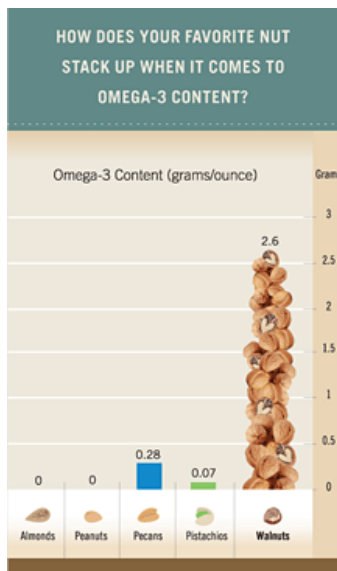 HOW DOES YOUR FAVORITE NUT
STACK UP WHEN IT COMES TO
OMEGA-3 CONTENT?
Omega-3 Content (grams/ounce)
Gram
3
2.6
2.5
2
1.5
1
0.5
0.28
0.07
0
0
0
Almonds
Peanuts
Pecans
Pistachios
Walnuts